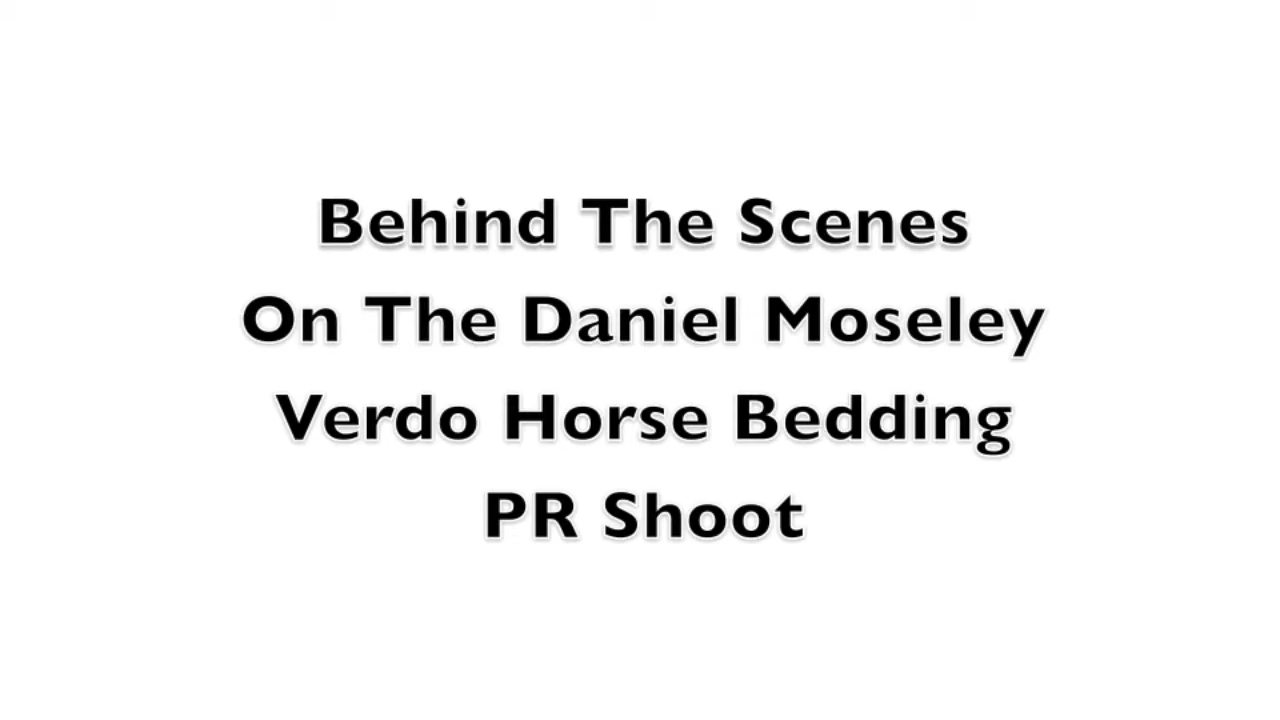 Behind The Scenes
On The Daniel Moseley
Verdo Horse Bedding
PR Shoot